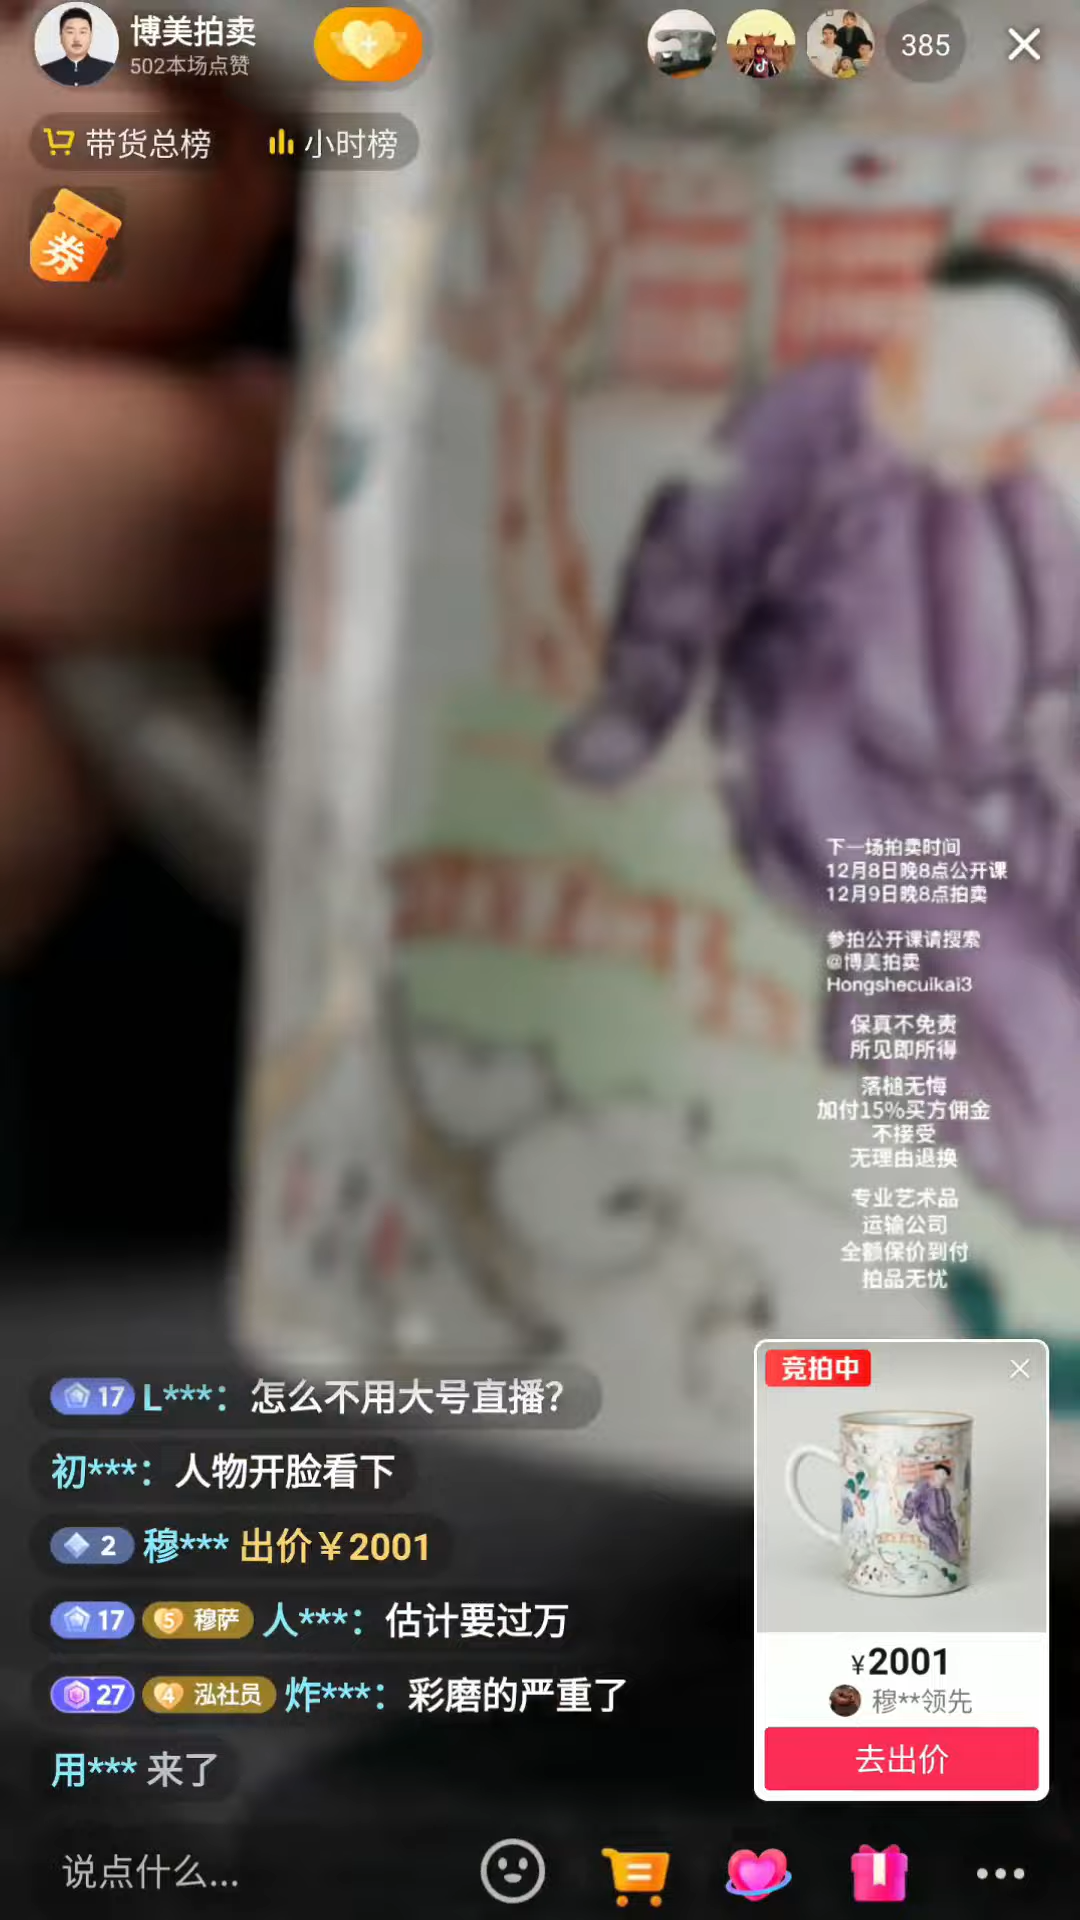 博美拍卖
502本场点赞
385
带货总榜
小时榜
券
下一场拍卖时间
12月8日晚8点公开课
12月9日晚8点拍卖
参拍公开课请搜索
@博美拍卖
Hongshecuikai3
保真不免责
所见即所得
落槌无悔
加付15%买方佣金
不接受
无理由退换
专业艺术品
运输公司
全额保价到付
拍品无忧
17 L***：怎么不用大号直播？
初***：人物开脸看下
2 穆*** 出价￥2001
17 5 穆萨 人***：估计要过万
27 4 泓社员 炸***：彩磨的严重了
用*** 来了
竞拍中
¥2001
穆**领先
去出价
说点什么...